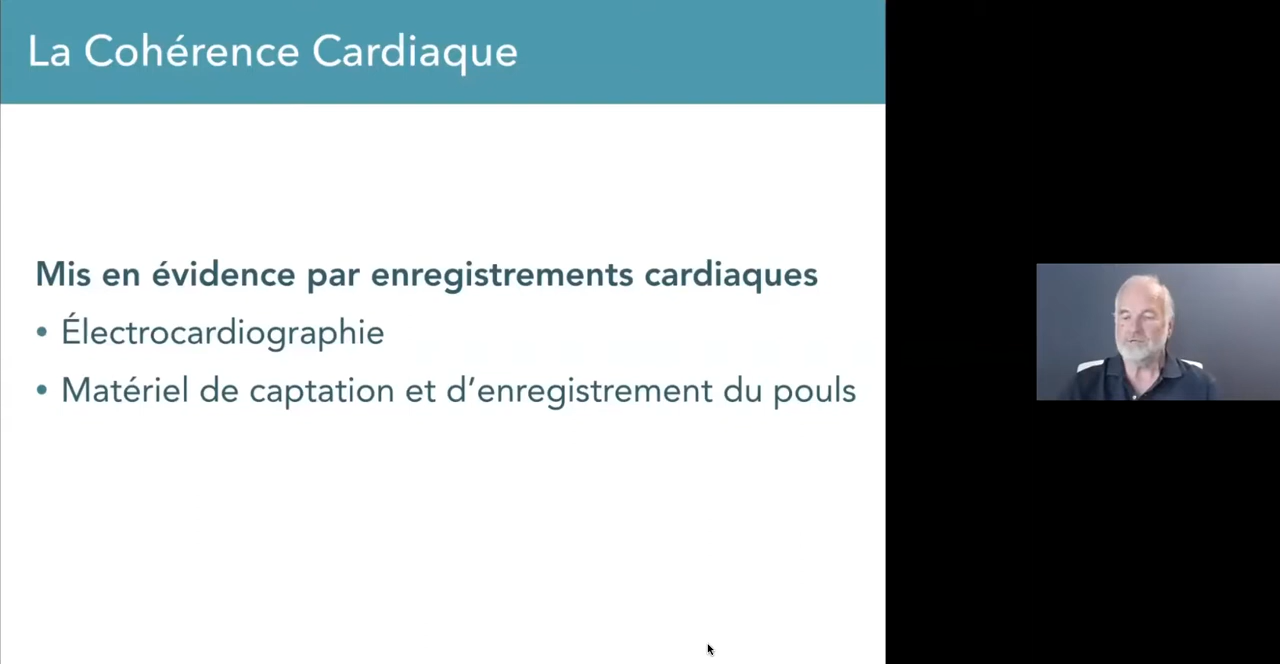 La Cohérence Cardiaque
Mis en évidence par enregistrements cardiaques
• Électrocardiographie
• Matériel de captation et d’enregistrement du pouls